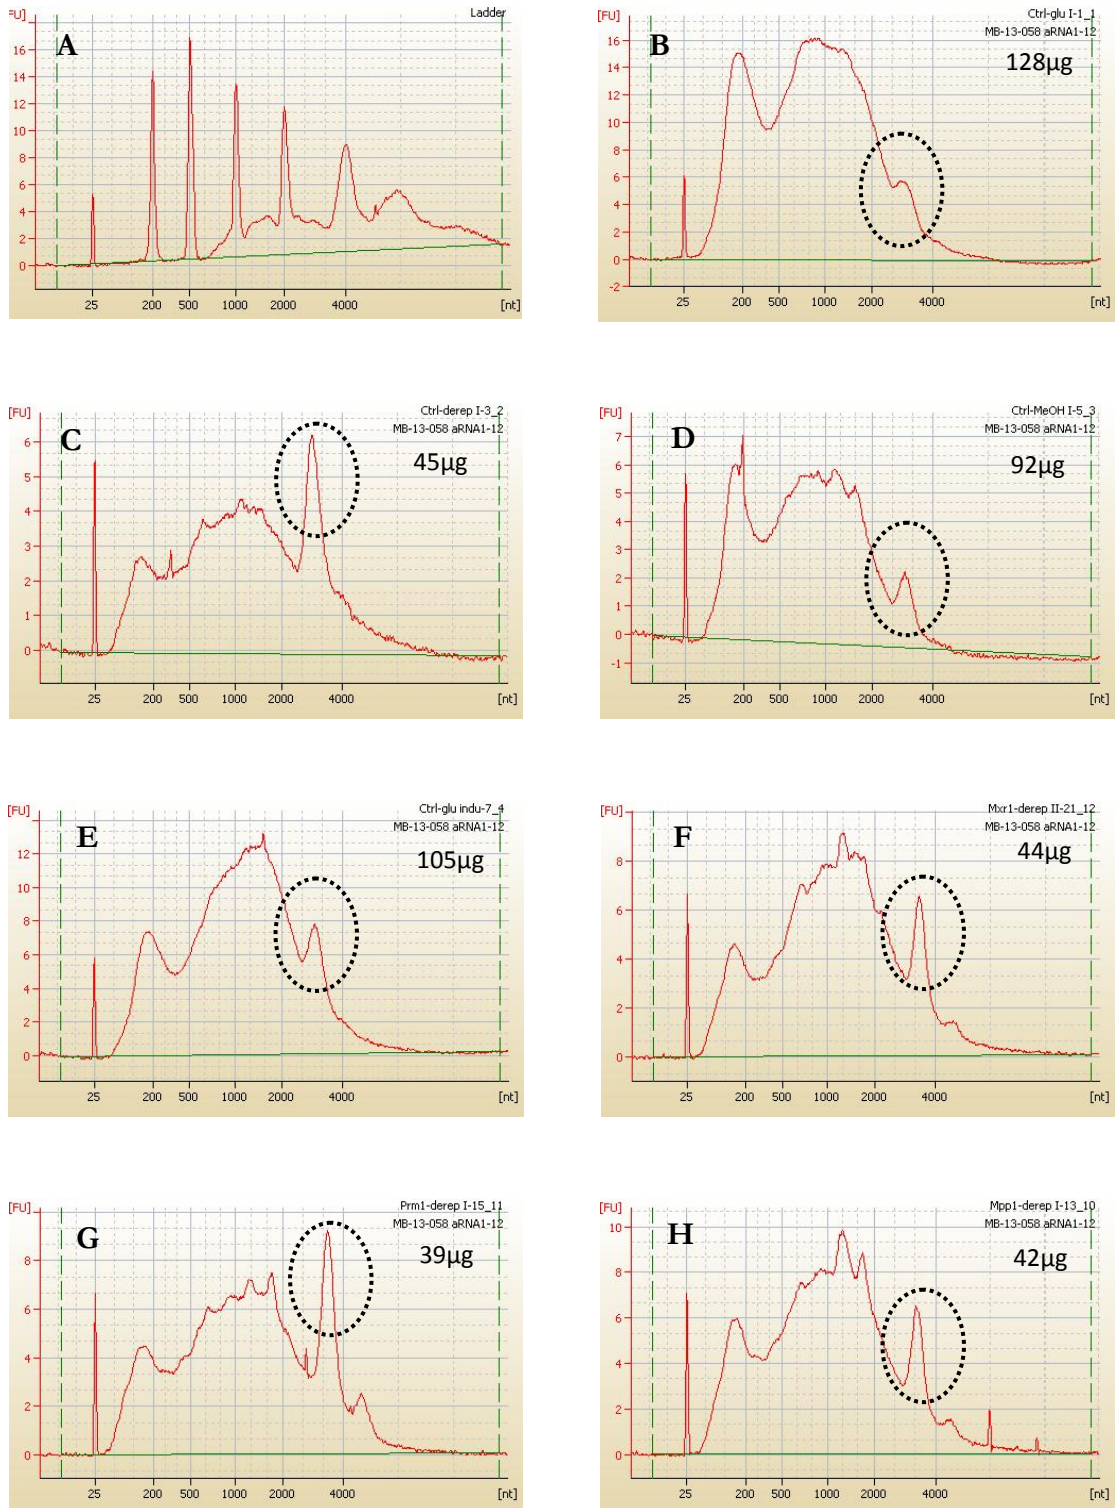 [FU]
Ladder
A
16
14
12
10
8
6
4
2
0
25 200 500 1000 2000 4000 [nt]
[FU]
Ctrl-glu I-1_1
MB-13-058 aRNA1-12
B
128µg
16
14
12
10
8
6
4
2
0
-2
25 200 500 1000 2000 4000 [nt]
[FU]
Ctrl-derep I-3_2
MB-13-058 aRNA1-12
C
45µg
6
5
4
3
2
1
0
25 200 500 1000 2000 4000 [nt]
[FU]
Ctrl-MeOH I-5_3
MB-13-058 aRNA1-12
D
92µg
7
6
5
4
3
2
1
0
-1
25 200 500 1000 2000 4000 [nt]
[FU]
Ctrl-glu indu-7_4
MB-13-058 aRNA1-12
E
105µg
12
10
8
6
4
2
0
25 200 500 1000 2000 4000 [nt]
[FU]
Mxr1-derep II-21_12
MB-13-058 aRNA1-12
F
44µg
8
6
4
2
0
25 200 500 1000 2000 4000 [nt]
[FU]
Prm1-derep I-15_11
MB-13-058 aRNA1-12
G
39µg
8
6
4
2
0
25 200 500 1000 2000 4000 [nt]
[FU]
Mpp1-derep I-13_10
MB-13-058 aRNA1-12
H
42µg
10
8
6
4
2
0
25 200 500 1000 2000 4000 [nt]